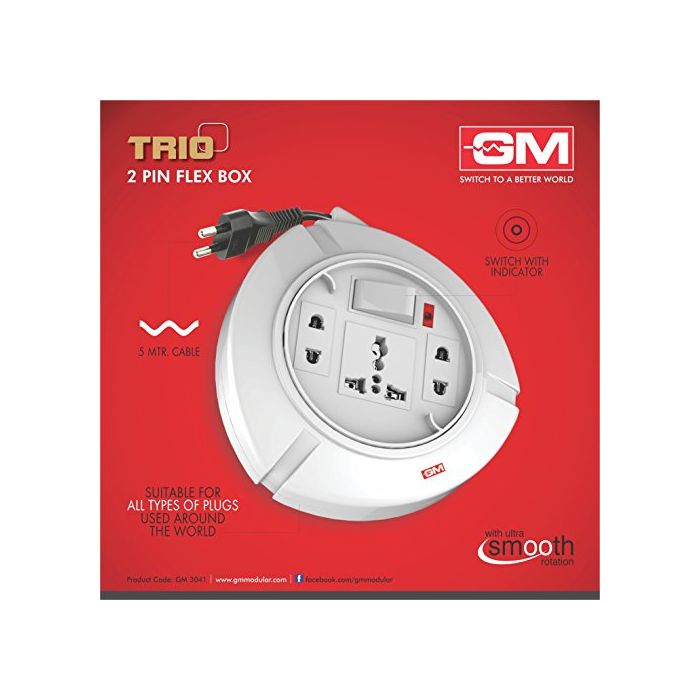 TRIO
2 PIN FLEX BOX
GM
SWITCH TO A BETTER WORLD
SWITCH WITH
INDICATOR
5 MTR. CABLE
GM
SUITABLE FOR
ALL TYPES OF PLUGS
USED AROUND
THE WORLD
with ultra
smooth
rotation
Product Code: GM 3041 | www.gmmodular.com | f facebook.com/gmmodular